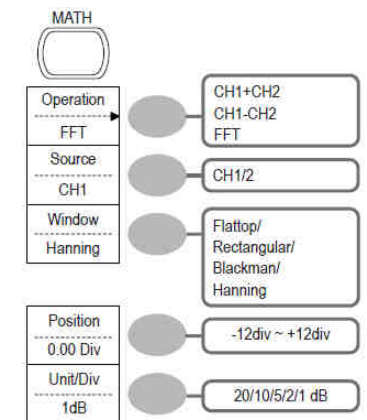 MATH
Operation
FFT
CH1+CH2
CH1-CH2
FFT
Source
CH1
CH1/2
Window
Hanning
Flattop/
Rectangular/
Blackman/
Hanning
Position
0.00 Div
-12div ~ +12div
Unit/Div
1dB
20/10/5/2/1 dB